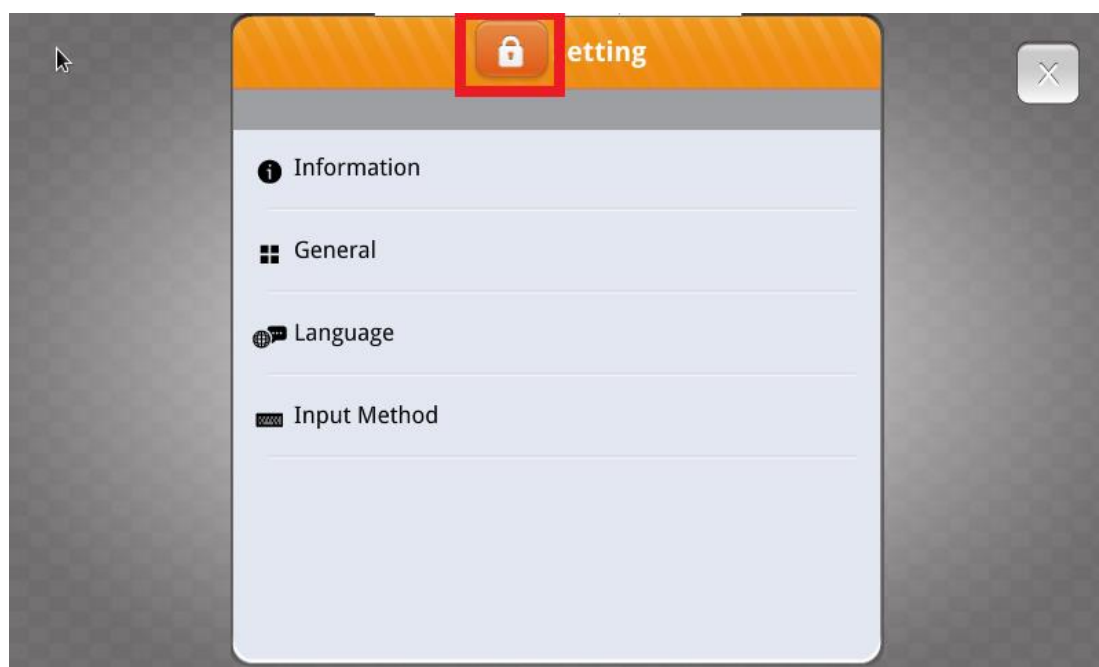 etting
Information
General
Language
Input Method